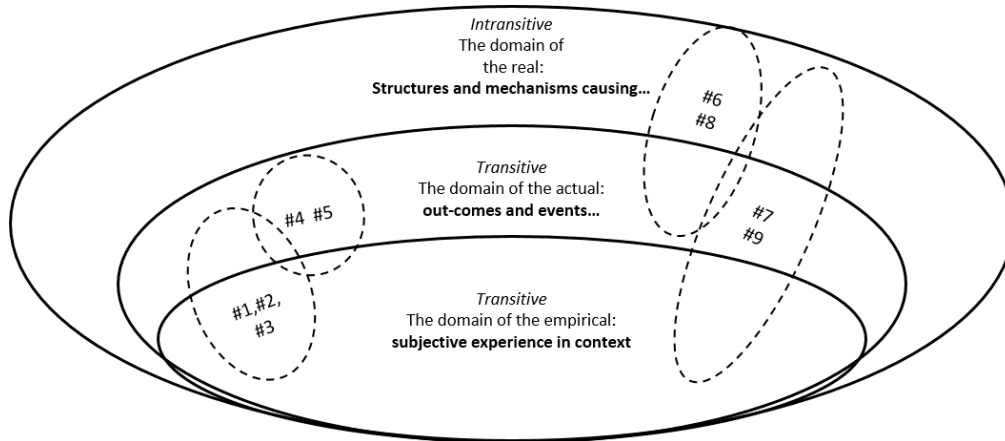 Intransitive
The domain of
the real:
Structures and mechanisms causing...
#6
#8
Transitive
The domain of the actual:
out-comes and events...
#4 #5
#7
#9
#1,#2,
#3
Transitive
The domain of the empirical:
subjective experience in context